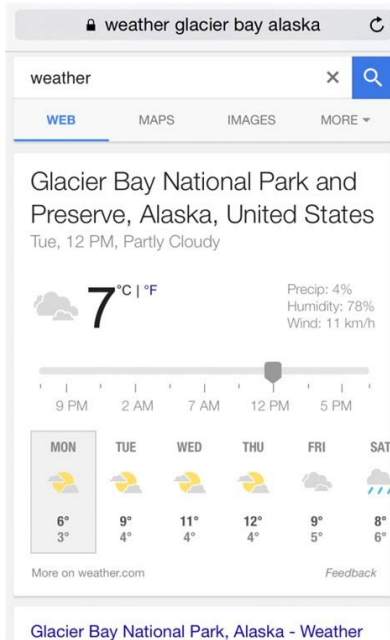 weather glacier bay alaska
weather
WEB MAPS IMAGES MORE
Glacier Bay National Park and
Preserve, Alaska, United States
Tue, 12 PM, Partly Cloudy
7 °C | °F
Precip: 4%
Humidity: 78%
Wind: 11 km/h
9 PM 2 AM 7 AM 12 PM 5 PM
MON TUE WED THU FRI SAT
6° 9° 11° 12° 9° 8°
3° 4° 4° 4° 5° 6°
More on weather.com Feedback
Glacier Bay National Park, Alaska - Weather